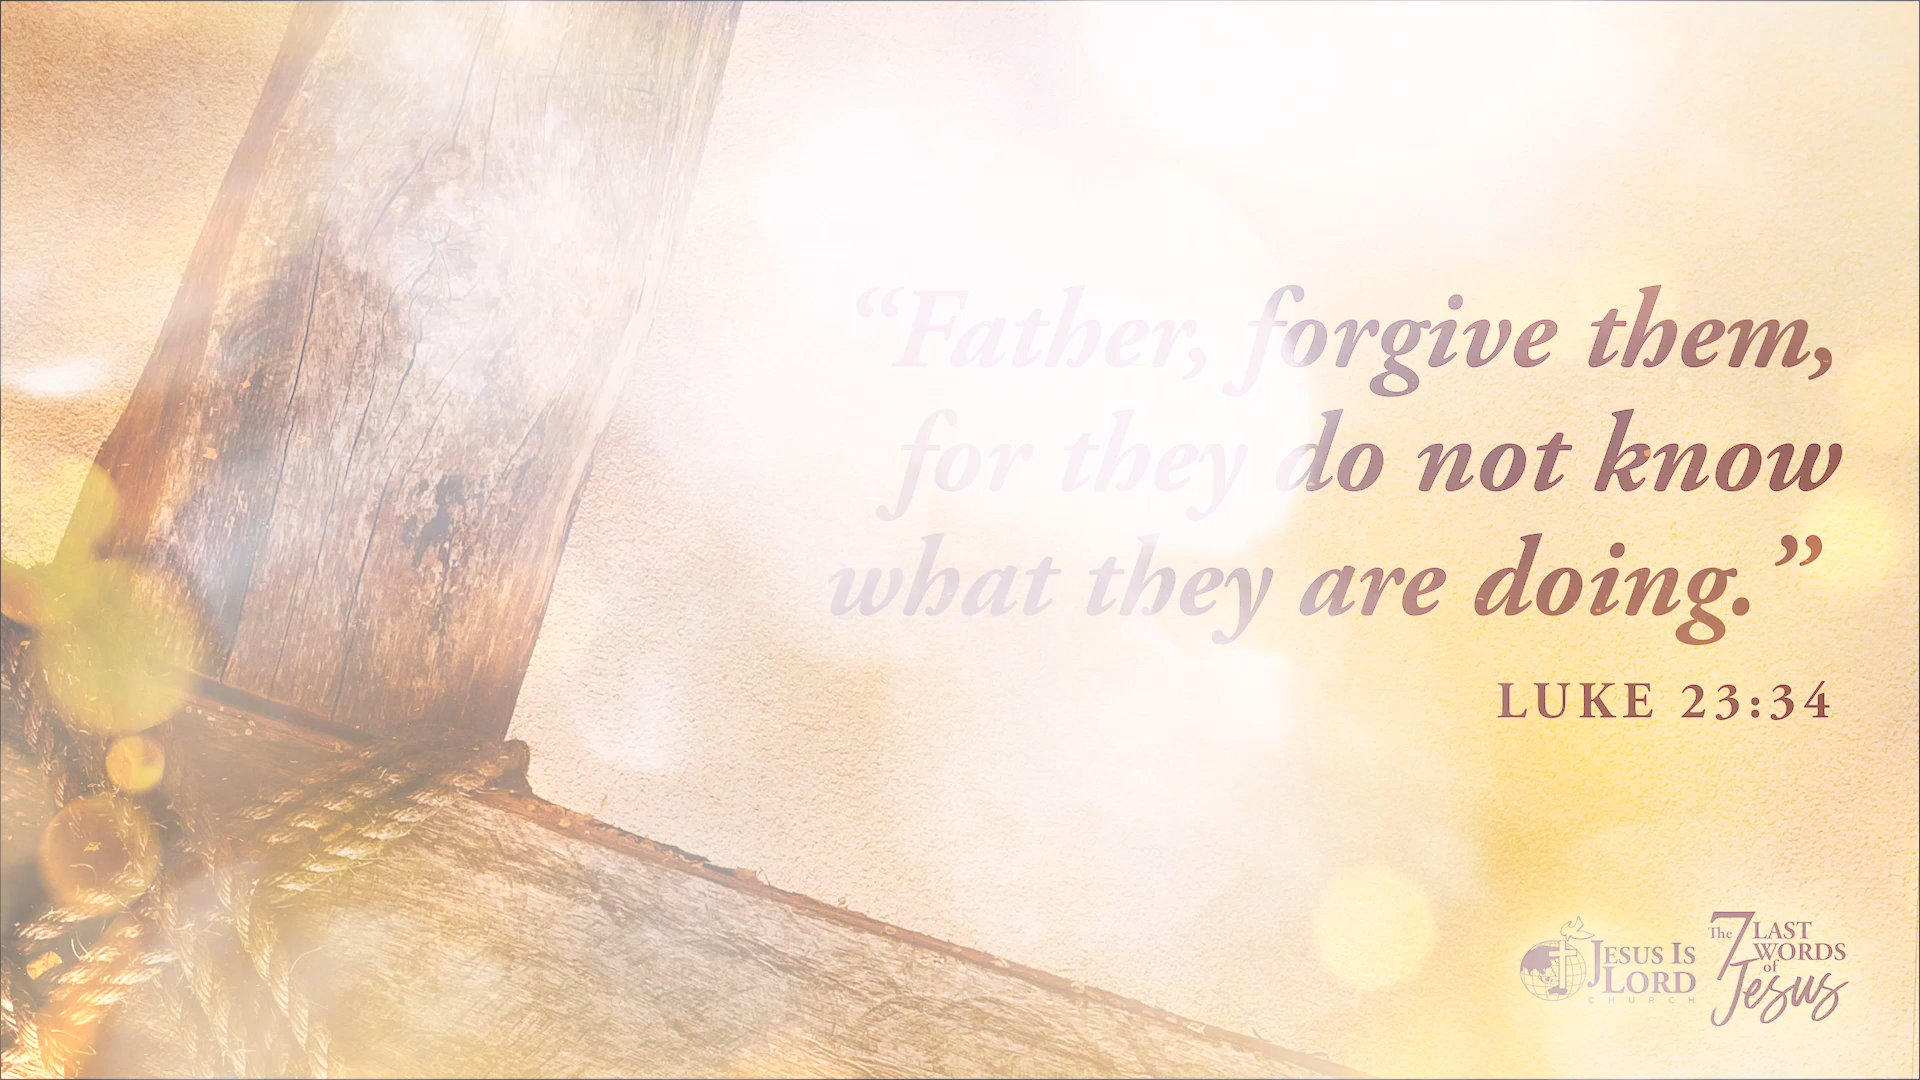 “Father, forgive them,
for they do not know
what they are doing.”
LUKE 23:34
JESUS IS
LORD
CHURCH
The 7 LAST
WORDS
of
Jesus